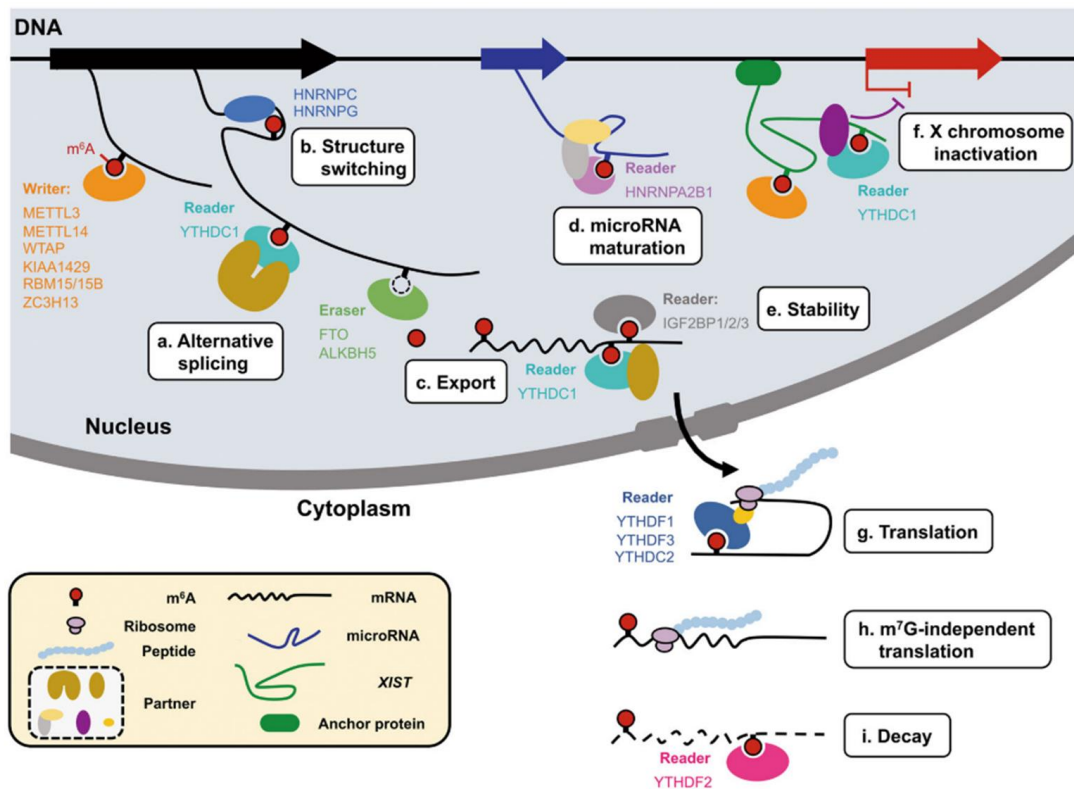 DNA
HNRNPC
HNRNPG
b. Structure
switching
m⁶A
Writer:
METTL3
METTL14
WTAP
KIAA1429
RBM15/15B
ZC3H13
Reader
YTHDC1
a. Alternative
splicing
Eraser
FTO
ALKBH5
Reader
HNRNPA2B1
d. microRNA
maturation
f. X chromosome
inactivation
Reader
YTHDC1
Reader:
IGF2BP1/2/3
e. Stability
c. Export
Reader
YTHDC1
Nucleus
Cytoplasm
Reader
YTHDF1
YTHDF3
YTHDC2
g. Translation
h. m⁷G-independent
translation
i. Decay
Reader
YTHDF2
m⁶A
mRNA
Ribosome
microRNA
Peptide
XIST
Partner
Anchor protein